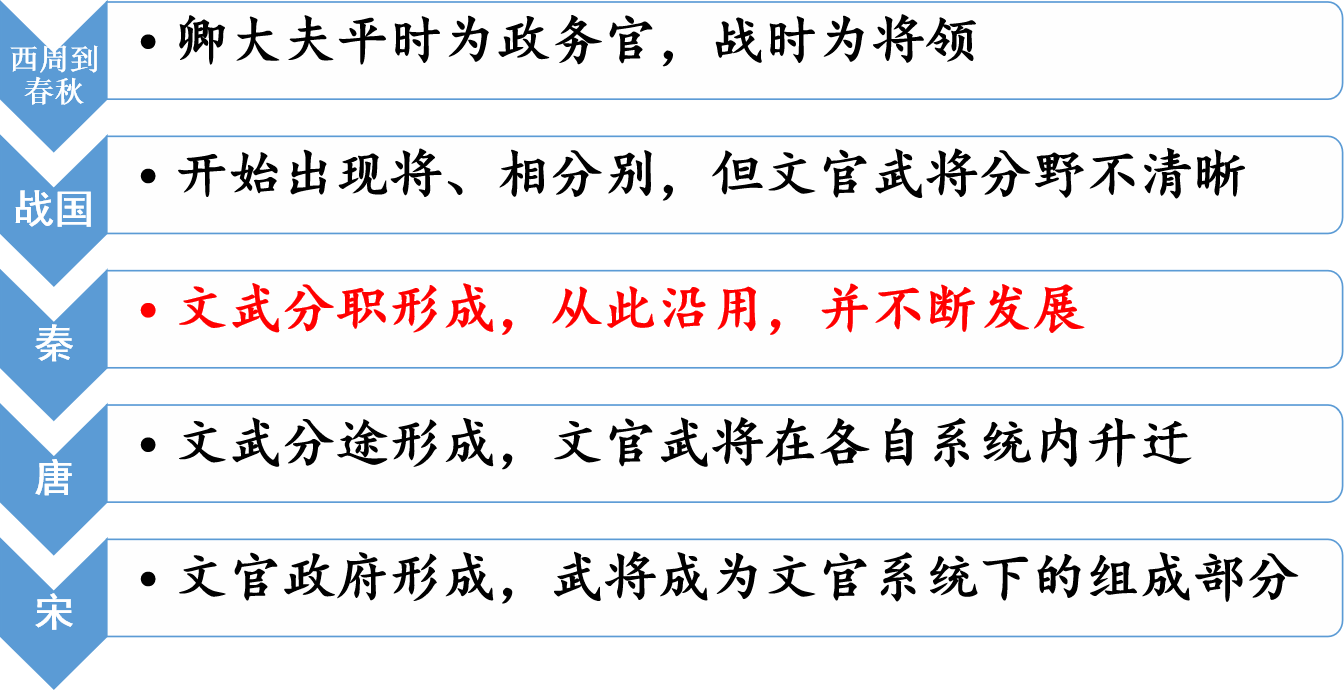 西周到
春秋
• 卿大夫平时为政务官，战时为将领
战国
• 开始出现将、相分别，但文官武将分野不清晰
秦
• 文武分职形成，从此沿用，并不断发展
唐
• 文武分途形成，文官武将在各自系统内升迁
宋
• 文官政府形成，武将成为文官系统下的组成部分